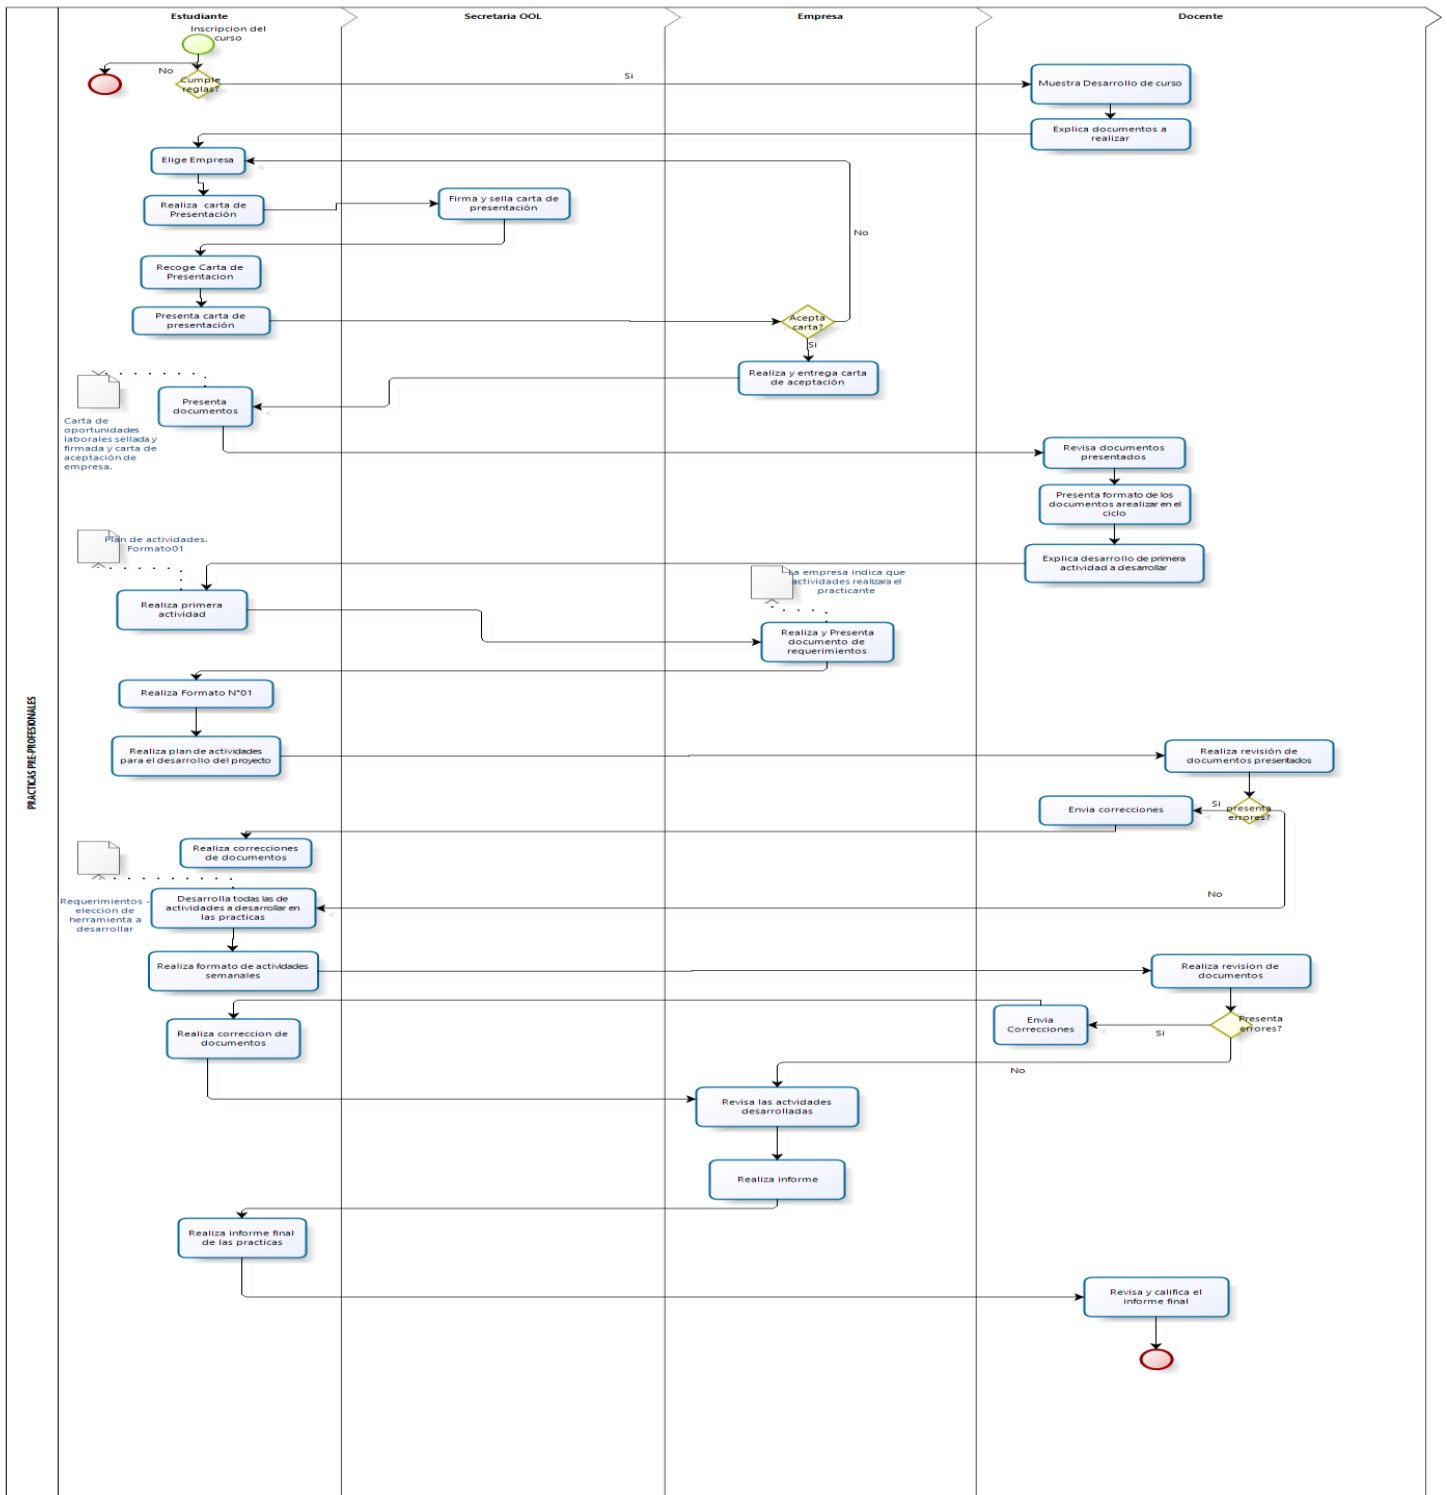 Estudiante
Secretaria OOL
Empresa
Docente
PRACTICAS PRE-PROFESIONALES
Inscripcion del
curso
No
Cumple
reglas?
Si
Muestra Desarrollo de curso
Explica documentos a
realizar
Elige Empresa
Realiza carta de
Presentación
Firma y sella carta de
presentación
No
Recoge Carta de
Presentacion
Presenta carta de
presentación
Acepta
carta?
Si
Realiza y entrega carta
de aceptación
Presenta
documentos
Carta de
oportunidades
laborales sellada y
firmada y carta de
aceptación de
empresa.
Revisa documentos
presentados
Presenta formato de los
documentos arealizar en el
ciclo
Plan de actividades.
Formato01
Explica desarrollo de primera
actividad a desarrollar
La empresa indica que
actividades realizara el
practicante
Realiza primera
actividad
Realiza y Presenta
documento de
requerimientos
Realiza Formato N°01
Realiza plan de actividades
para el desarrollo del proyecto
Realiza revisión de
documentos presentados
Envia correcciones
Si
presenta
errores?
Realiza correcciones
de documentos
No
Requerimientos -
eleccion de
herramienta a
desarrollar
Desarrolla todas las de
actividades a desarrollar en
las practicas
Realiza formato de actividades
semanales
Realiza revision de
documentos
Envia
Correcciones
Si
Presenta
errores?
Realiza correccion de
documentos
No
Revisa las actvidades
desarrolladas
Realiza informe
Realiza informe final
de las practicas
Revisa y califica el
informe final